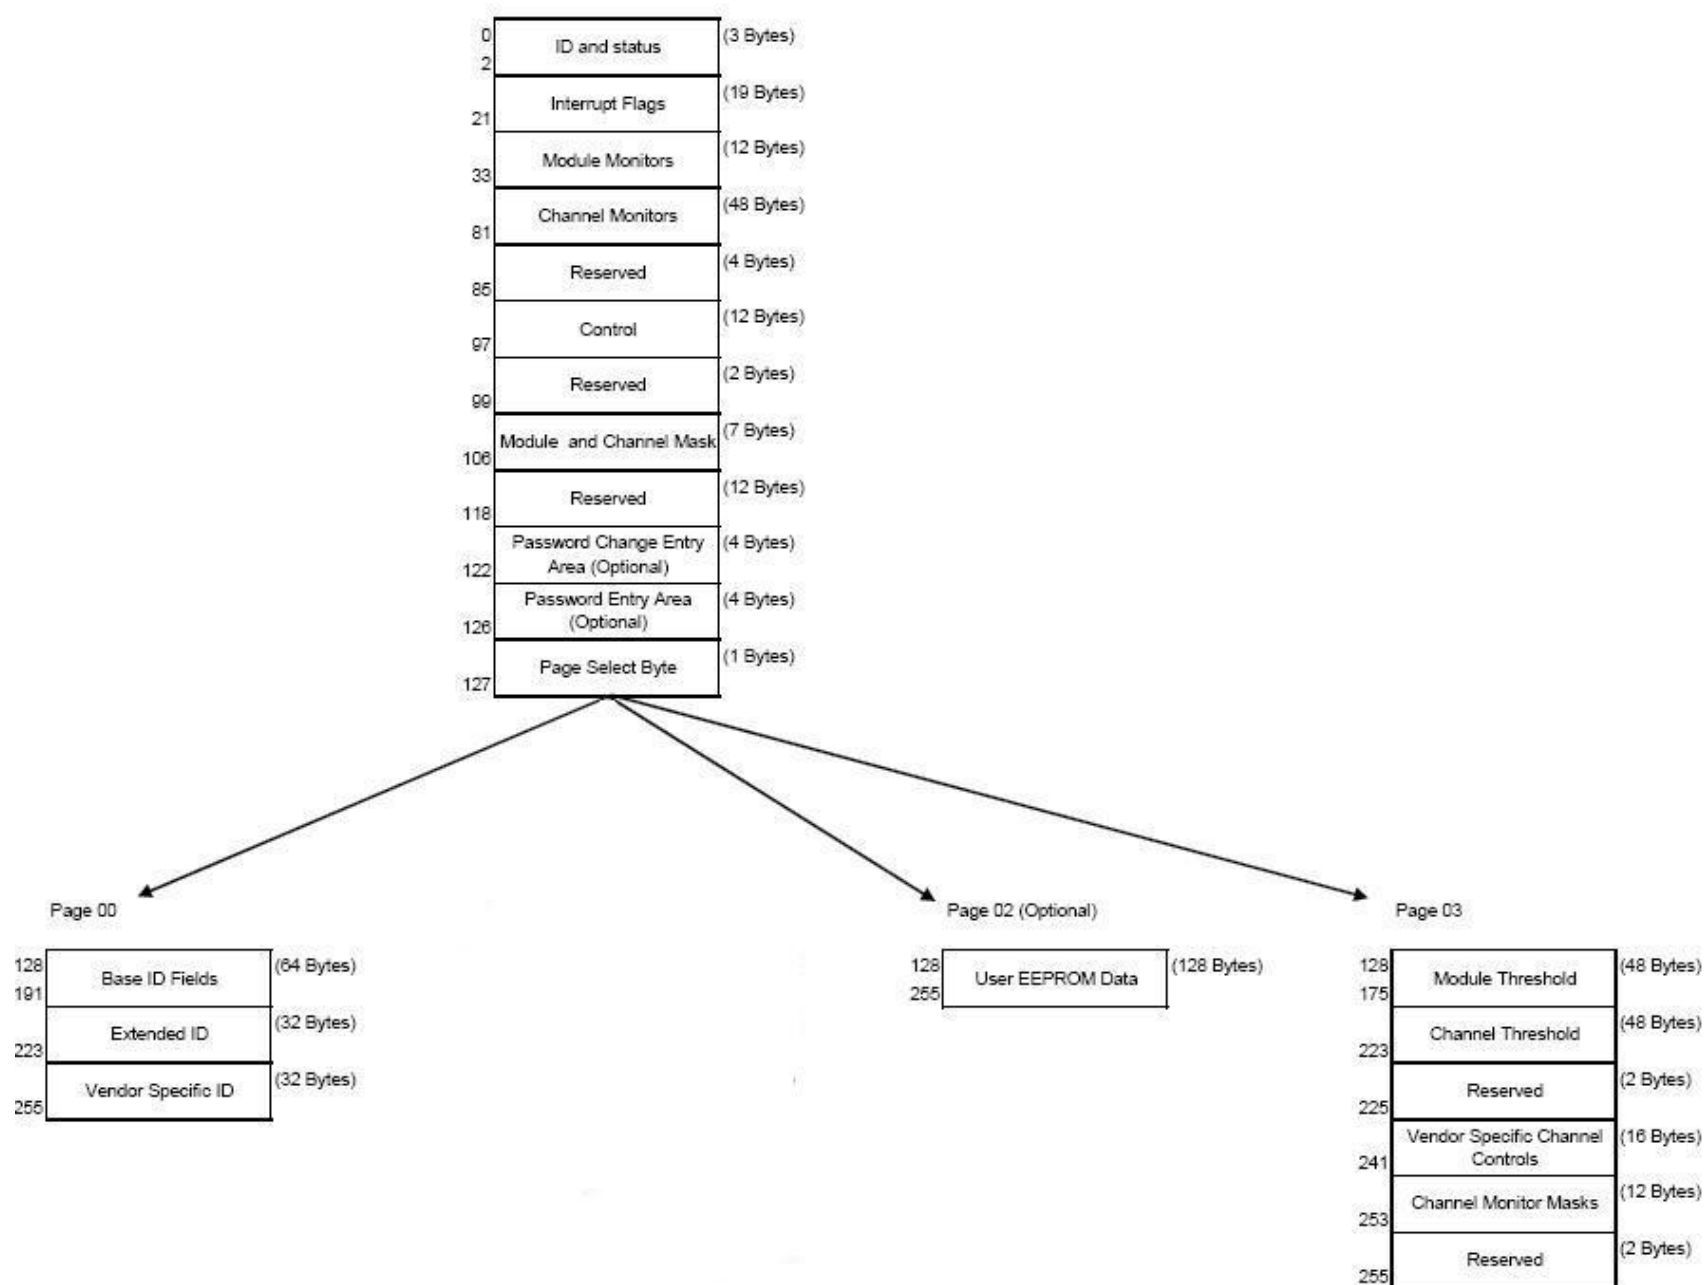 0
ID and status
(3 Bytes)
2
Interrupt Flags
(19 Bytes)
21
Module Monitors
(12 Bytes)
33
Channel Monitors
(48 Bytes)
81
Reserved
(4 Bytes)
85
Control
(12 Bytes)
97
Reserved
(2 Bytes)
99
Module and Channel Mask
(7 Bytes)
106
Reserved
(12 Bytes)
118
Password Change Entry
Area (Optional)
(4 Bytes)
122
Password Entry Area
(Optional)
(4 Bytes)
126
Page Select Byte
(1 Bytes)
127
Page 00
128
Base ID Fields
(64 Bytes)
191
Extended ID
(32 Bytes)
223
Vendor Specific ID
(32 Bytes)
255
Page 02 (Optional)
128
User EEPROM Data
(128 Bytes)
255
Page 03
128
Module Threshold
(48 Bytes)
175
Channel Threshold
(48 Bytes)
223
Reserved
(2 Bytes)
225
Vendor Specific Channel
Controls
(16 Bytes)
241
Channel Monitor Masks
(12 Bytes)
253
Reserved
(2 Bytes)
255